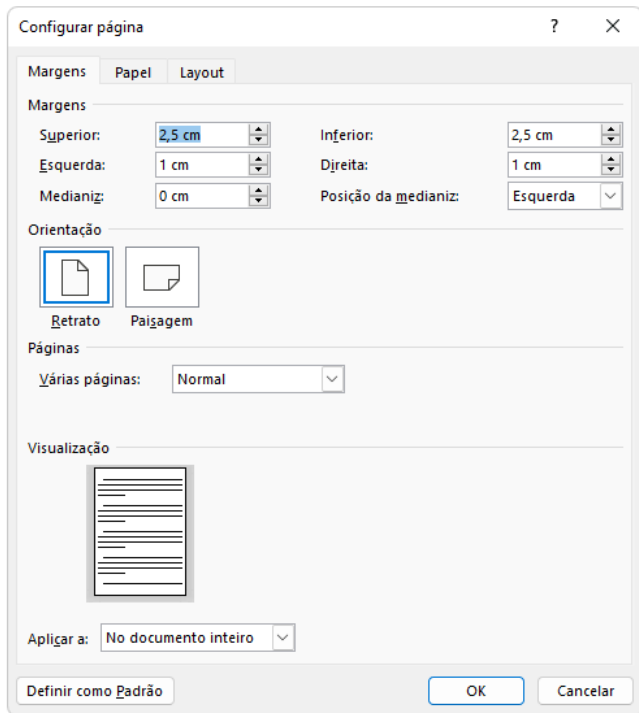 Configurar página ? ×
Margens Papel Layout
Margens
Superior: 2,5 cm Inferior: 2,5 cm
Esquerda: 1 cm Direita: 1 cm
Medianiz: 0 cm Posição da medianiz: Esquerda
Orientação
Retrato Paisagem
Páginas
Várias páginas: Normal
Visualização
Aplicar a: No documento inteiro
Definir como Padrão OK Cancelar